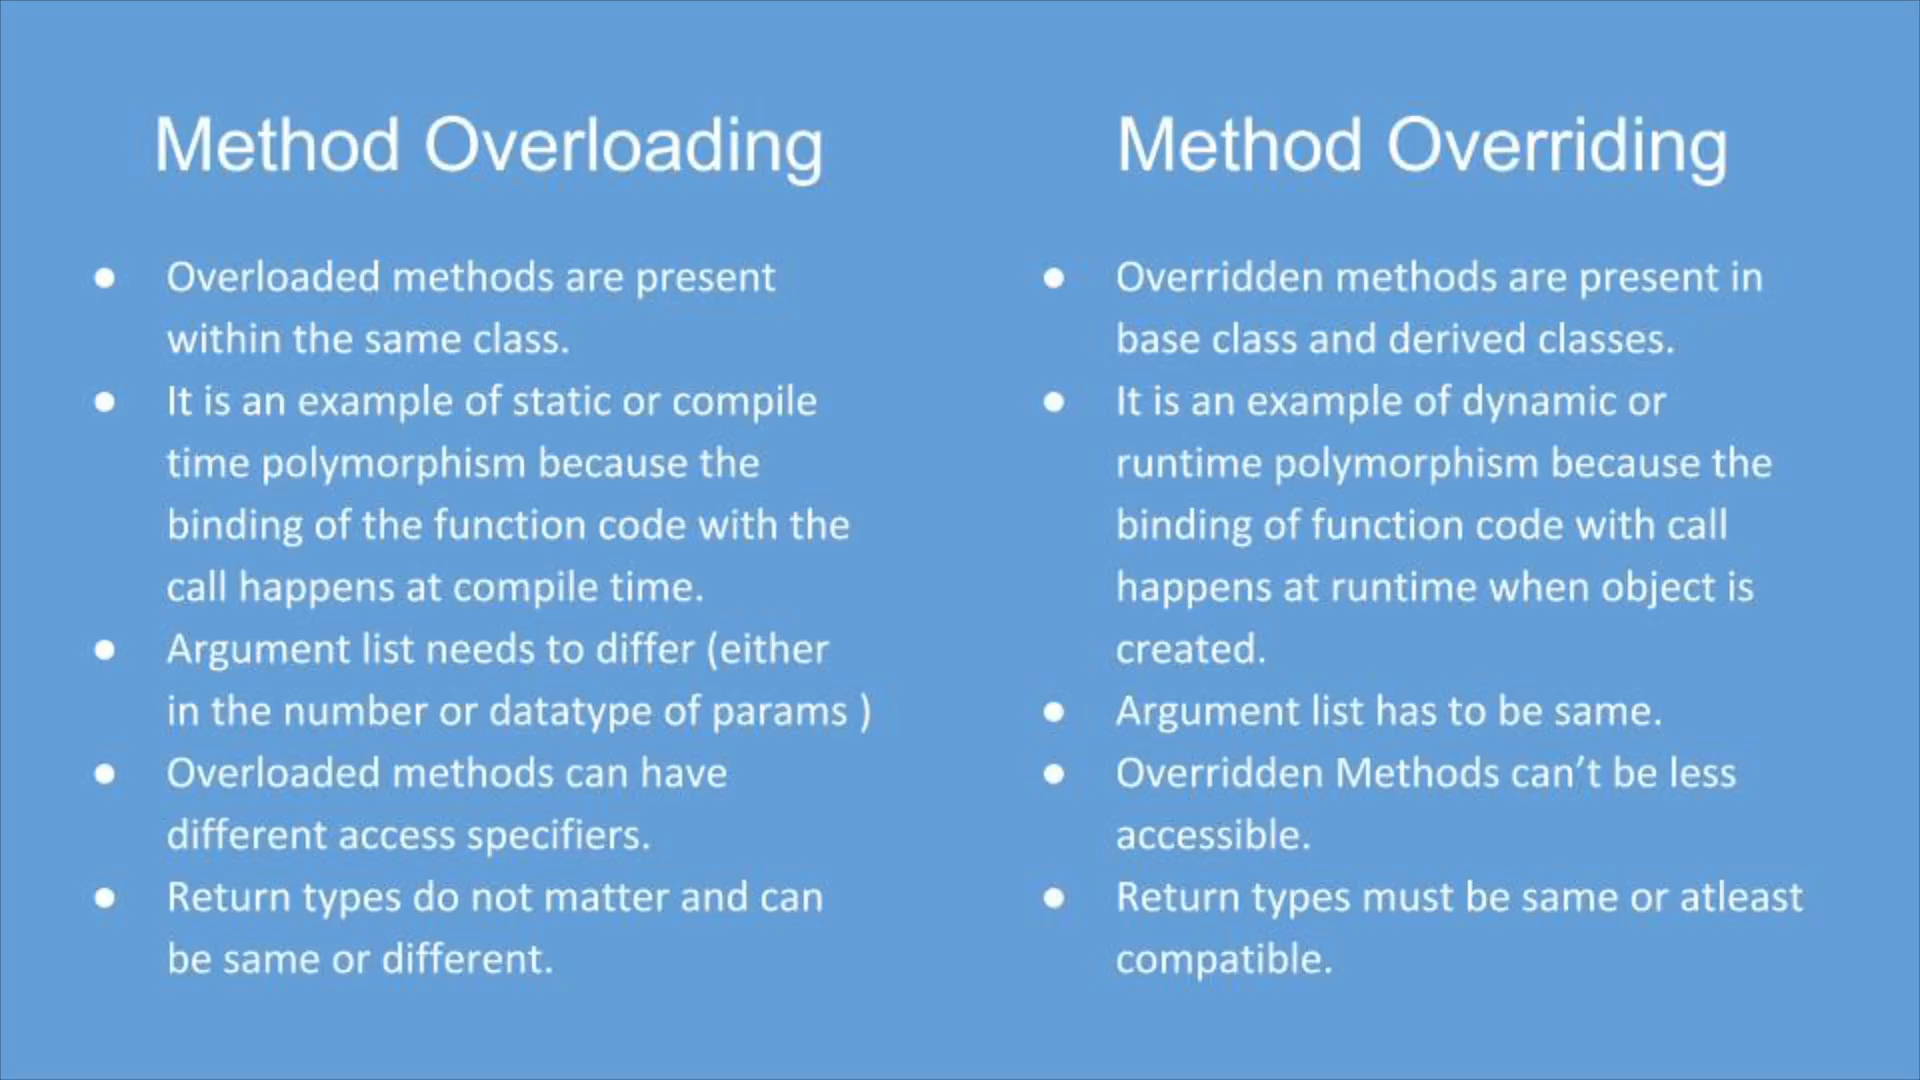 Method Overloading
● Overloaded methods are present
within the same class.
● It is an example of static or compile
time polymorphism because the
binding of the function code with the
call happens at compile time.
● Argument list needs to differ (either
in the number or datatype of params )
● Overloaded methods can have
different access specifiers.
● Return types do not matter and can
be same or different.
Method Overriding
● Overridden methods are present in
base class and derived classes.
● It is an example of dynamic or
runtime polymorphism because the
binding of function code with call
happens at runtime when object is
created.
● Argument list has to be same.
● Overridden Methods can’t be less
accessible.
● Return types must be same or atleast
compatible.